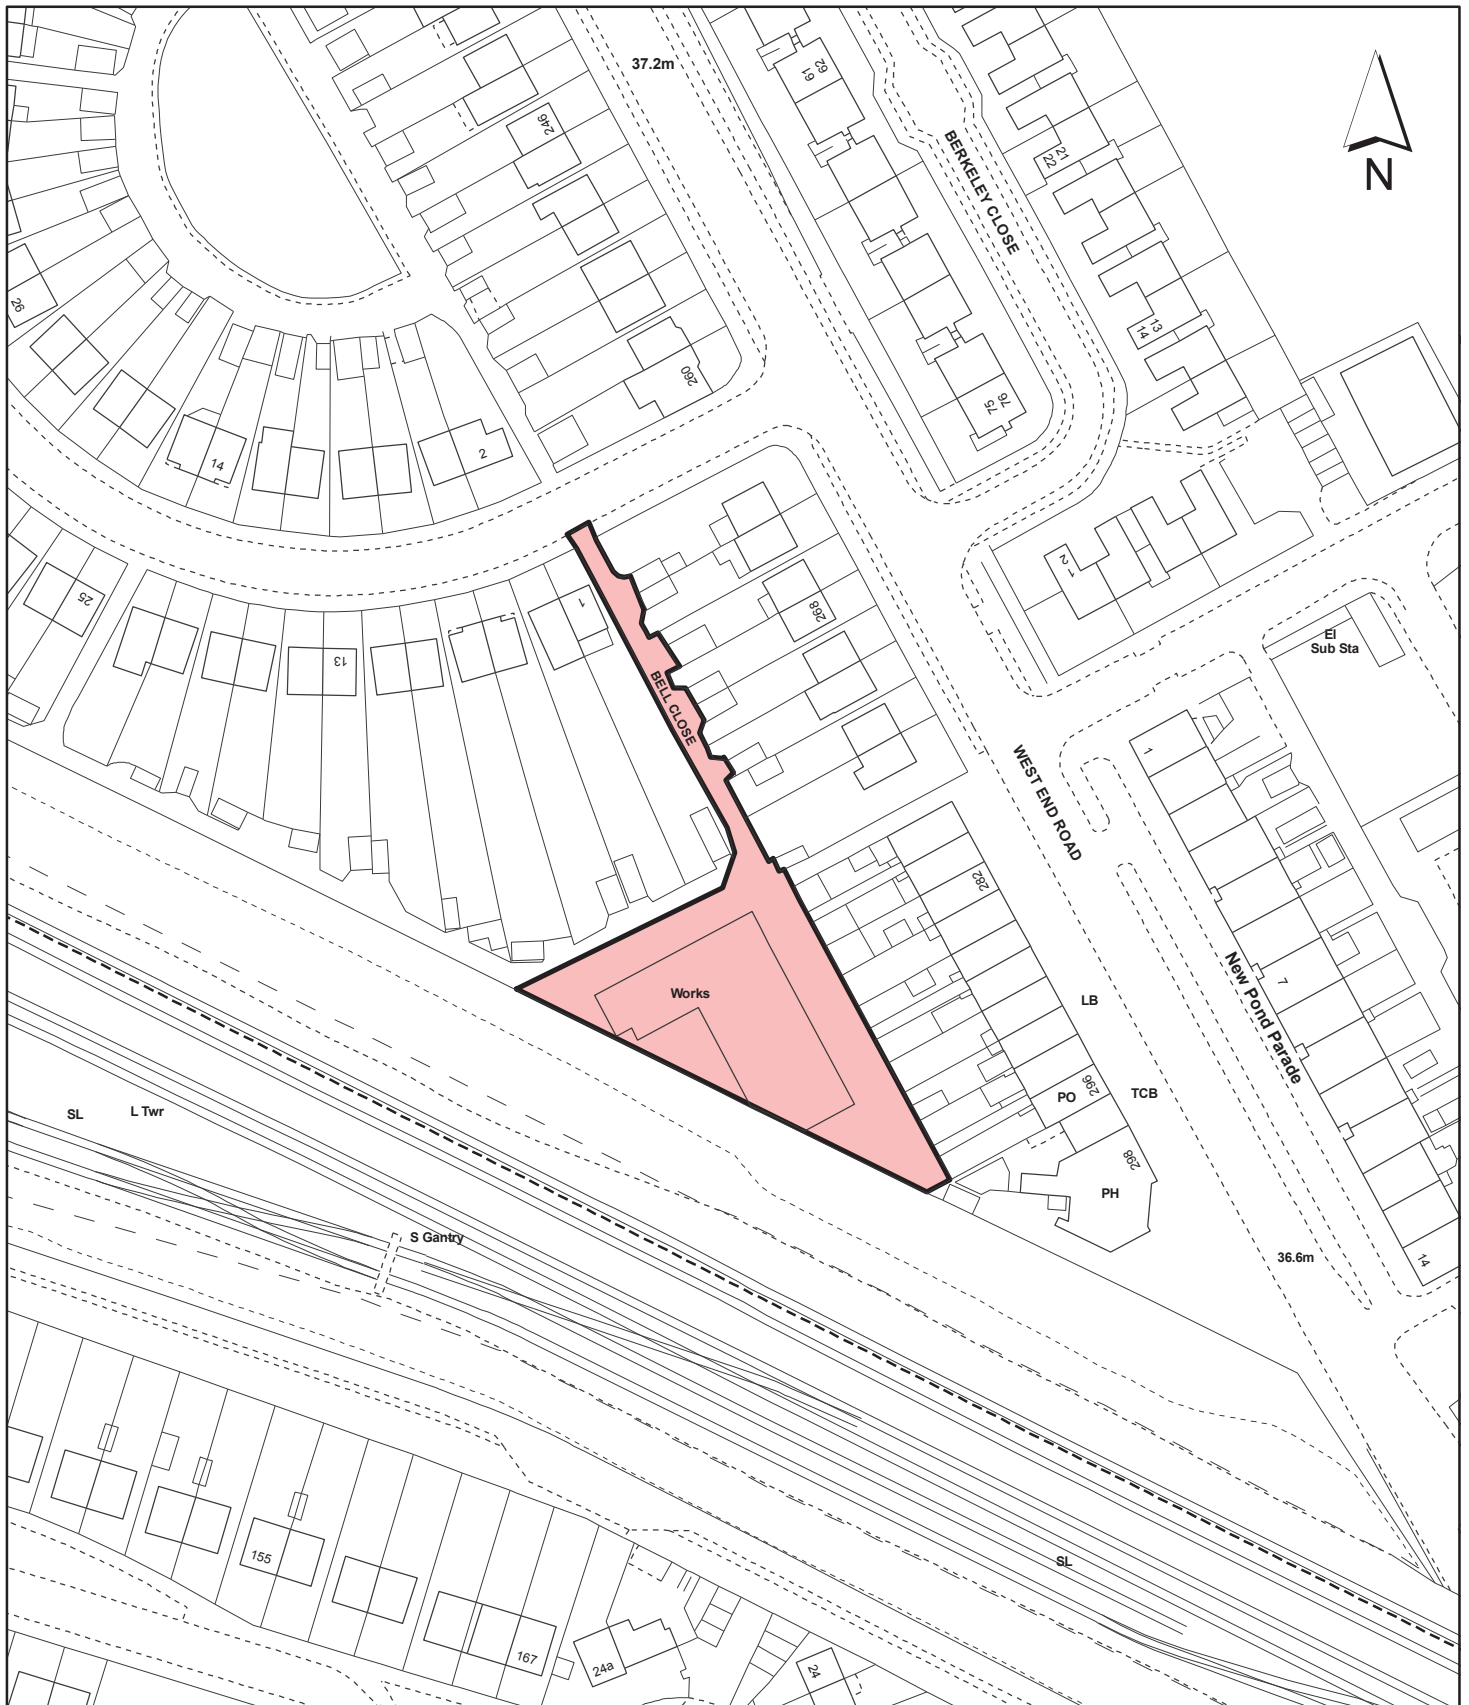 37.2m
62
61
BERKELEY CLOSE
21
22
N
246
26
13
14
260
76
75
14
2
2
1
25
1
268
El
Sub Sta
13
BELL CLOSE
WEST END ROAD
1
282
Works
New Pond Parade
7
LB
296
PO
TCB
SL
L Twr
298
PH
S Gantry
36.6m
14
155
SL
167
24a
24